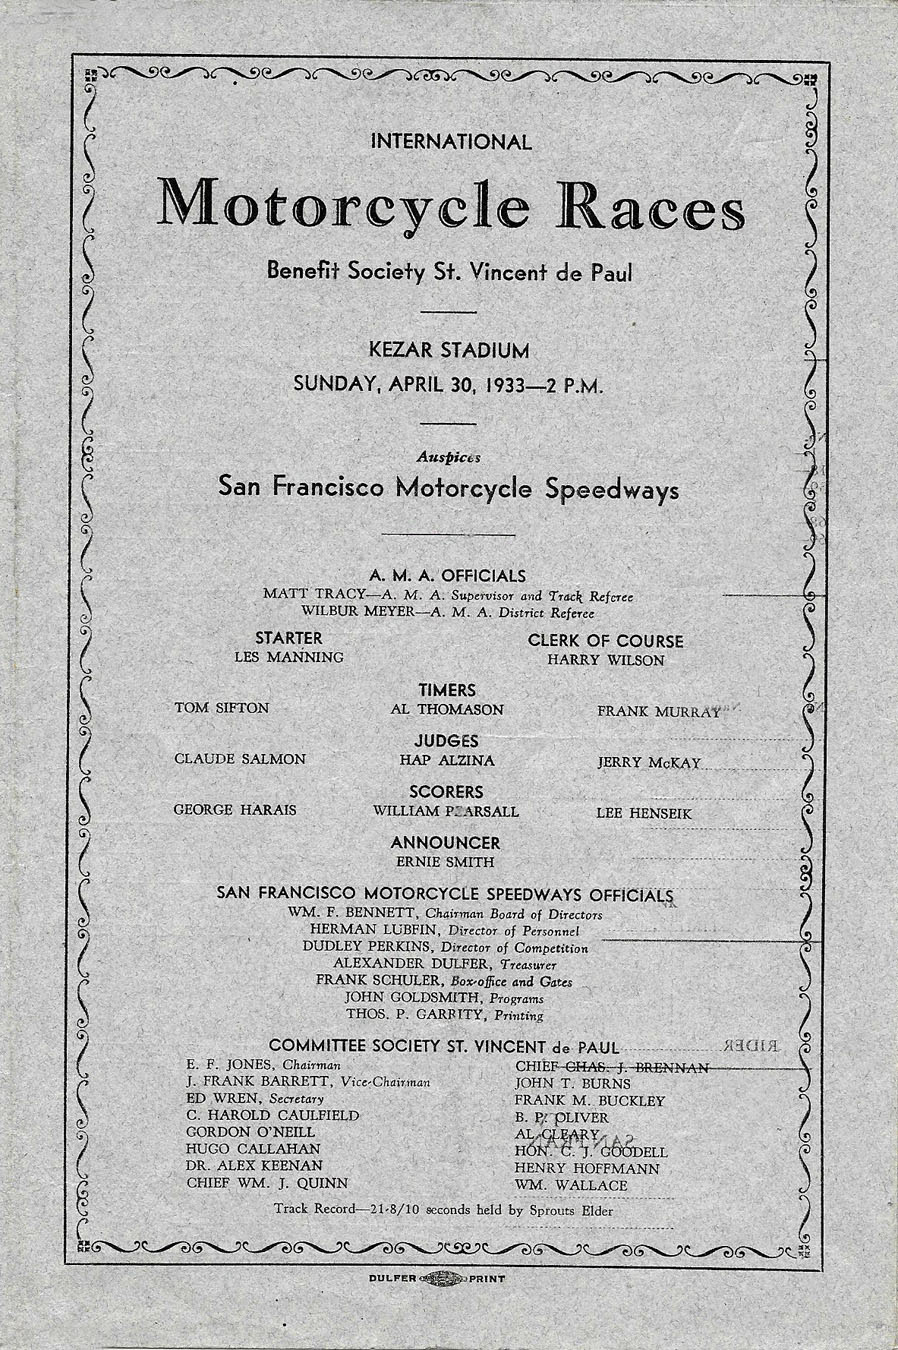 INTERNATIONAL
Motorcycle Races
Benefit Society St. Vincent de Paul
KEZAR STADIUM
SUNDAY, APRIL 30, 1933—2 P.M.
Auspices
San Francisco Motorcycle Speedways
A. M. A. OFFICIALS
MATT TRACY—A. M. A. Supervisor and Track Referee
WILBUR MEYER—A. M. A. District Referee
STARTER CLERK OF COURSE
LES MANNING HARRY WILSON
TIMERS
TOM SIFTON AL THOMASON FRANK MURRAY
JUDGES
CLAUDE SALMON HAP ALZINA JERRY McKAY
SCORERS
GEORGE HARAIS WILLIAM PEARSALL LEE HENSEIK
ANNOUNCER
ERNIE SMITH
SAN FRANCISCO MOTORCYCLE SPEEDWAYS OFFICIALS
WM. F. BENNETT, Chairman Board of Directors
HERMAN LUBFIN, Director of Personnel
DUDLEY PERKINS, Director of Competition
ALEXANDER DULFER, Treasurer
FRANK SCHULER, Box-office and Gates
JOHN GOLDSMITH, Programs
THOS. P. GARRITY, Printing
COMMITTEE SOCIETY ST. VINCENT de PAUL
E. F. JONES, Chairman CHIEF CHAS. J. BRENNAN
J. FRANK BARRETT, Vice-Chairman JOHN T. BURNS
ED WREN, Secretary FRANK M. BUCKLEY
C. HAROLD CAULFIELD B. P. OLIVER
GORDON O'NEILL AL CLEARY
HUGO CALLAHAN HON. C. J. GOODELL
DR. ALEX KEENAN HENRY HOFFMANN
CHIEF WM. J. QUINN WM. WALLACE
Track Record—21-8/10 seconds held by Sprouts Elder
DULFER PRINT